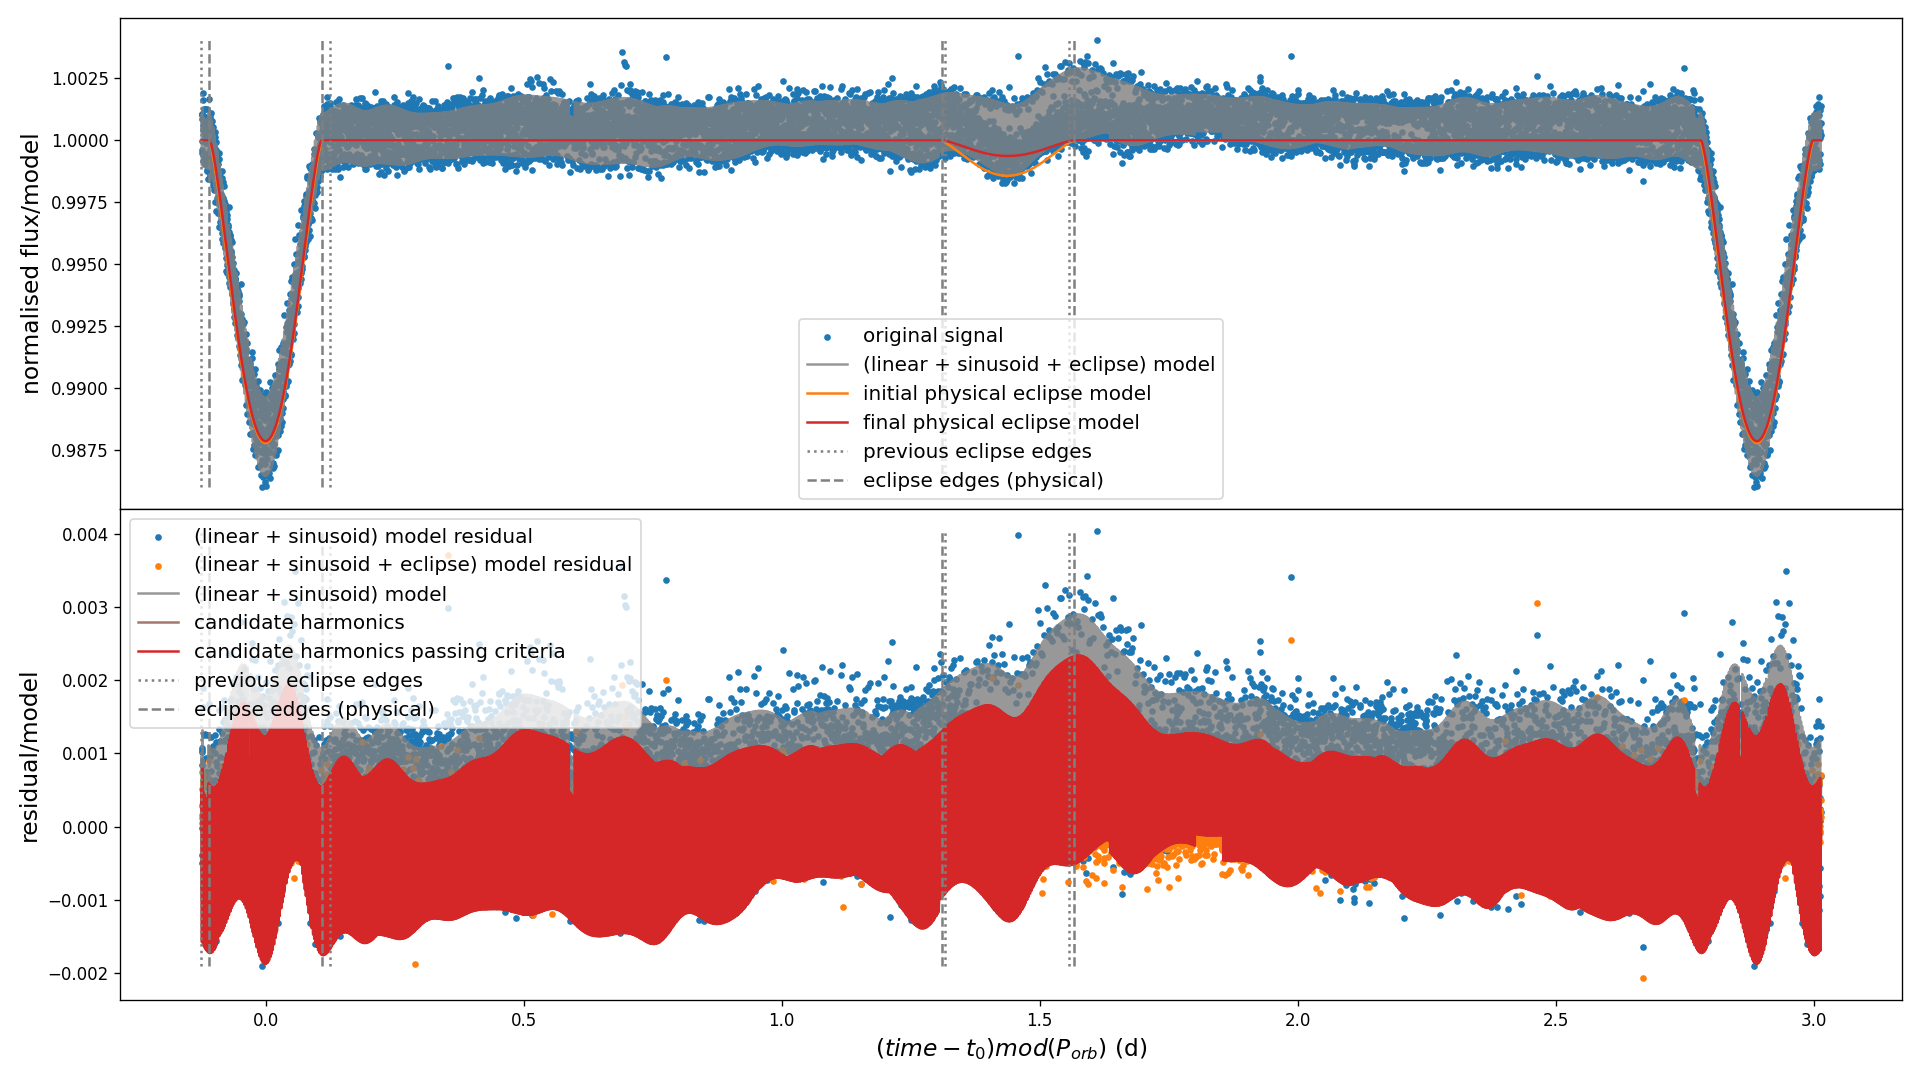 normalised flux/model
1.0025
1.0000
0.9975
0.9950
0.9925
0.9900
0.9875
original signal
(linear + sinusoid + eclipse) model
initial physical eclipse model
final physical eclipse model
previous eclipse edges
eclipse edges (physical)
residual/model
0.004
0.003
0.002
0.001
0.000
−0.001
−0.002
(linear + sinusoid) model residual
(linear + sinusoid + eclipse) model residual
(linear + sinusoid) model
candidate harmonics
candidate harmonics passing criteria
previous eclipse edges
eclipse edges (physical)
0.0 0.5 1.0 1.5 2.0 2.5 3.0
(time − t₀)mod(P_orb) (d)